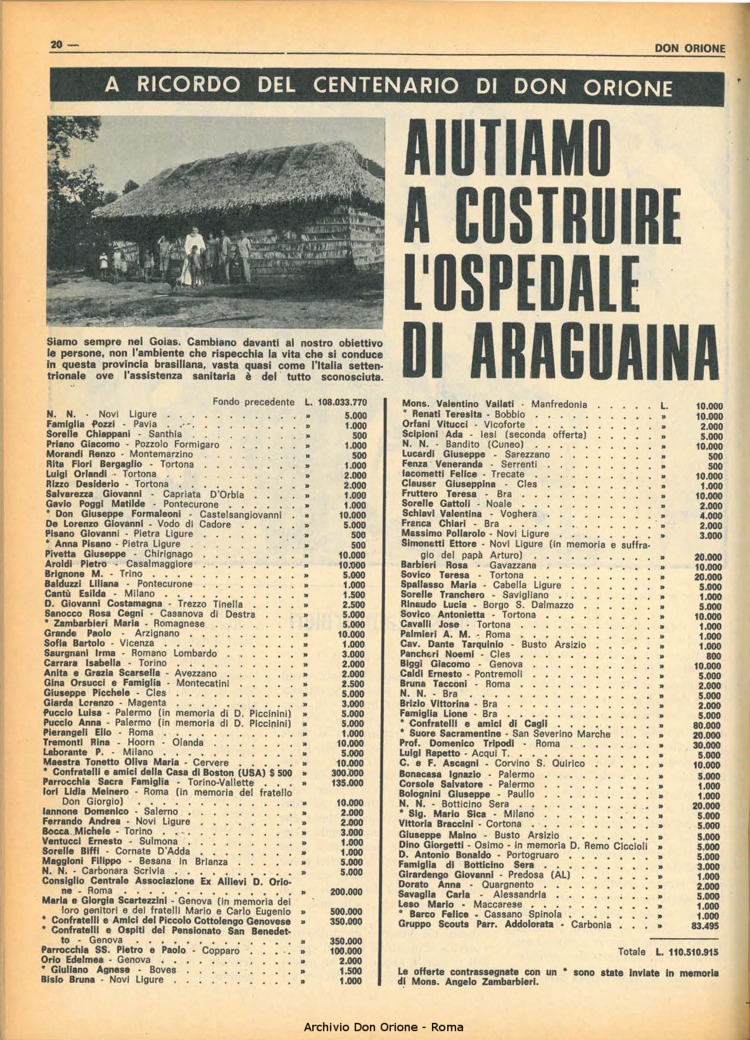 20 —
DON ORIONE
A RICORDO DEL CENTENARIO DI DON ORIONE
AIUTIAMO
A COSTRUIRE
L'OSPEDALE
DI ARAGUAINA
Siamo sempre nel Goias. Cambiano davanti al nostro obiettivo
le persone, non l'ambiente che rispecchia la vita che si conduce
in questa provincia brasiliana, vasta quasi come l'Italia setten-
trionale ove l'assistenza sanitaria è del tutto sconosciuta.
Fondo precedente L. 108.033.770
N. N. - Novi Ligure . . . » 5.000
Famiglia Pozzi - Pavia . . . » 1.000
Sorelle Chiappani - Santhia . . . » 500
Priano Giacomo - Pozzolo Formigaro . . . » 1.000
Morandi Renzo - Montemarzino . . . » 500
Rita Fiori Bergaglio - Tortona . . . » 1.000
Luigi Orlandi - Tortona . . . » 2.000
Rizzo Desiderio - Tortona . . . » 2.000
Salvarezza Giovanni - Capriata D'Orbia . . . » 1.000
Gavio Poggi Matilde - Pontecurone . . . » 1.000
* Don Giuseppe Formaleoni - Castelsangiovanni » 10.000
De Lorenzo Giovanni - Vodo di Cadore . . . » 5.000
Pisano Giovanni - Pietra Ligure . . . » 500
* Anna Pisano - Pietra Ligure . . . » 500
Pivetta Giuseppe - Chirignago . . . » 10.000
Aroldi Pietro - Casalmaggiore . . . » 10.000
Brignone M. - Trino . . . » 5.000
Balduzzi Liliana - Pontecurone . . . » 1.000
Cantù Esilda - Milano . . . » 1.500
D. Giovanni Costamagna - Trezzo Tinella . . . » 2.500
Sanocco Rosa Cegni - Casanova di Destra . . . » 5.000
* Zambarbieri Maria - Romagnese . . . » 5.000
Grande Paolo - Arzignano . . . » 10.000
Sofia Bartolo - Vicenza . . . » 1.000
Saurgnani Irma - Romano Lombardo . . . » 3.000
Carrara Isabella - Torino . . . » 2.000
Anita e Grazia Scarsella - Avezzano . . . » 2.000
Gina Orsucci e Famiglia - Montecatini . . . » 2.500
Giuseppe Picchele - Cles . . . » 5.000
Giarda Lorenzo - Magenta . . . » 3.000
Puccio Luisa - Palermo (in memoria di D. Piccinini) » 5.000
Puccio Anna - Palermo (in memoria di D. Piccinini) » 5.000
Pierangeli Elio - Roma . . . » 1.000
Tremonti Rina - Hoorn - Olanda . . . » 10.000
Laborante P. - Milano . . . » 5.000
Maestra Tonetto Oliva Maria - Cervere . . . » 10.000
* Confratelli e amici della Casa di Boston (USA) $ 500 » 300.000
Parrocchia Sacra Famiglia - Torino-Vallette . . . » 135.000
Iori Lidia Meinero - Roma (in memoria del fratello
Don Giorgio) . . . » 10.000
Iannone Domenico - Salerno . . . » 2.000
Ferrando Andrea - Novi Ligure . . . » 2.000
Bocca Michele - Torino . . . » 3.000
Ventucci Ernesto - Sulmona . . . » 1.000
Sorelle Biffi - Cornate D'Adda . . . » 1.000
Maggioni Filippo - Besana in Brianza . . . » 5.000
N. N. - Carbonara Scrivia . . . » 5.000
Consiglio Centrale Associazione Ex Allievi D. Orio-
ne - Roma . . . » 200.000
Maria e Giorgia Scartezzini - Genova (in memoria dei
loro genitori e dei fratelli Mario e Carlo Eugenio » 500.000
* Confratelli e Amici del Piccolo Cottolengo Genovese » 350.000
* Confratelli e Ospiti del Pensionato San Benedet-
to - Genova . . . » 350.000
Parrocchia SS. Pietro e Paolo - Copparo . . . » 100.000
Orio Edelmea - Genova . . . » 2.000
* Giuliano Agnese - Boves . . . » 1.500
Bisio Bruna - Novi Ligure . . . » 1.000
Mons. Valentino Vailati - Manfredonia . . . L. 10.000
* Renati Teresita - Bobbio . . . » 10.000
Orfani Vitucci - Vicoforte . . . » 2.000
Scipioni Ada - Iesi (seconda offerta) . . . » 5.000
N. N. - Bandito (Cuneo) . . . » 10.000
Lucardi Giuseppe - Sarezzano . . . » 500
Fenza Veneranda - Serrenti . . . » 500
Iacometti Felice - Trecate . . . » 10.000
Clauser Giuseppina - Cles . . . » 1.000
Fruttero Teresa - Bra . . . » 10.000
Sorelle Gattoli - Noale . . . » 2.000
Schiavi Valentina - Voghera . . . » 4.000
Franca Chiari - Bra . . . » 2.000
Massimo Pollarolo - Novi Ligure . . . » 3.000
Simonetti Ettore - Novi Ligure (in memoria e suffra-
gio del papà Arturo) . . . » 20.000
Barbieri Rosa - Gavazzana . . . » 10.000
Sovico Teresa - Tortona . . . » 20.000
Spallasso Maria - Cabella Ligure . . . » 5.000
Sorelle Tranchero - Savigliano . . . » 1.000
Rinaudo Lucia - Borgo S. Dalmazzo . . . » 5.000
Sovico Antonietta - Tortona . . . » 10.000
Cavalli Jose - Tortona . . . » 1.000
Palmieri A. M. - Roma . . . » 1.000
Cav. Dante Tarquinio - Busto Arsizio . . . » 1.000
Pancheri Noemi - Cles . . . » 800
Biggi Giacomo - Genova . . . » 10.000
Caldi Ernesto - Pontremoli . . . » 5.000
Bruna Tacconi - Roma . . . » 2.000
N. N. - Bra . . . » 5.000
Brizio Vittorina - Bra . . . » 2.000
Famiglia Lione - Bra . . . » 5.000
* Confratelli e amici di Cagli . . . » 80.000
* Suore Sacramentine - San Severino Marche » 20.000
Prof. Domenico Tripodi - Roma . . . » 30.000
Luigi Rapetto - Acqui T. . . . » 5.000
C. e F. Ascagni - Corvino S. Quirico . . . » 10.000
Bonacasa Ignazio - Palermo . . . » 5.000
Corsole Salvatore - Palermo . . . » 1.000
Bolognini Giuseppe - Paullo . . . » 1.000
N. N. - Botticino Sera . . . » 20.000
* Sig. Mario Sica - Milano . . . » 5.000
Vittoria Braccini - Cortona . . . » 5.000
Giuseppe Maino - Busto Arsizio . . . » 5.000
Dino Giorgetti - Osimo - in memoria D. Remo Ciccioli » 5.000
D. Antonio Bonaldo - Portogruaro . . . » 5.000
Famiglia di Botticino Sera . . . » 3.000
Girardengo Giovanni - Predosa (AL) . . . » 1.000
Dorato Anna - Quargnento . . . » 2.000
Savaglia Carla - Alessandria . . . » 5.000
Leso Mario - Maccarese . . . » 1.000
* Barco Felice - Cassano Spinola . . . » 1.000
Gruppo Scouts Parr. Addolorata - Carbonia . . . » 83.495
Totale L. 110.510.915
Le offerte contrassegnate con un * sono state inviate in memoria
di Mons. Angelo Zambarbieri.
Archivio Don Orione - Roma